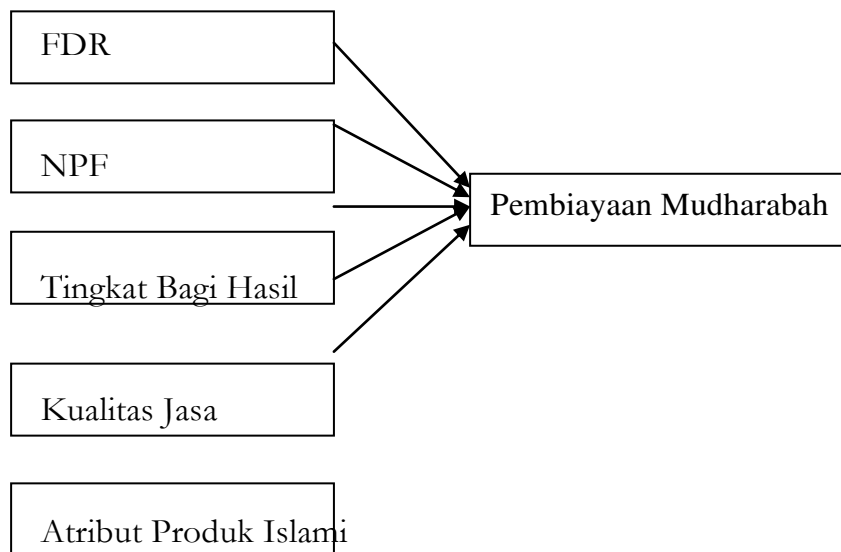 FDR
NPF
Tingkat Bagi Hasil
Kualitas Jasa
Atribut Produk Islami
Pembiayaan Mudharabah